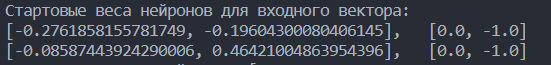 Стартовые веса нейронов для входного вектора:
[-0.2761858155781749, -0.19604300080406145],   [0.0, -1.0]
[-0.08587443924290006, 0.46421004863954396],   [0.0, -1.0]